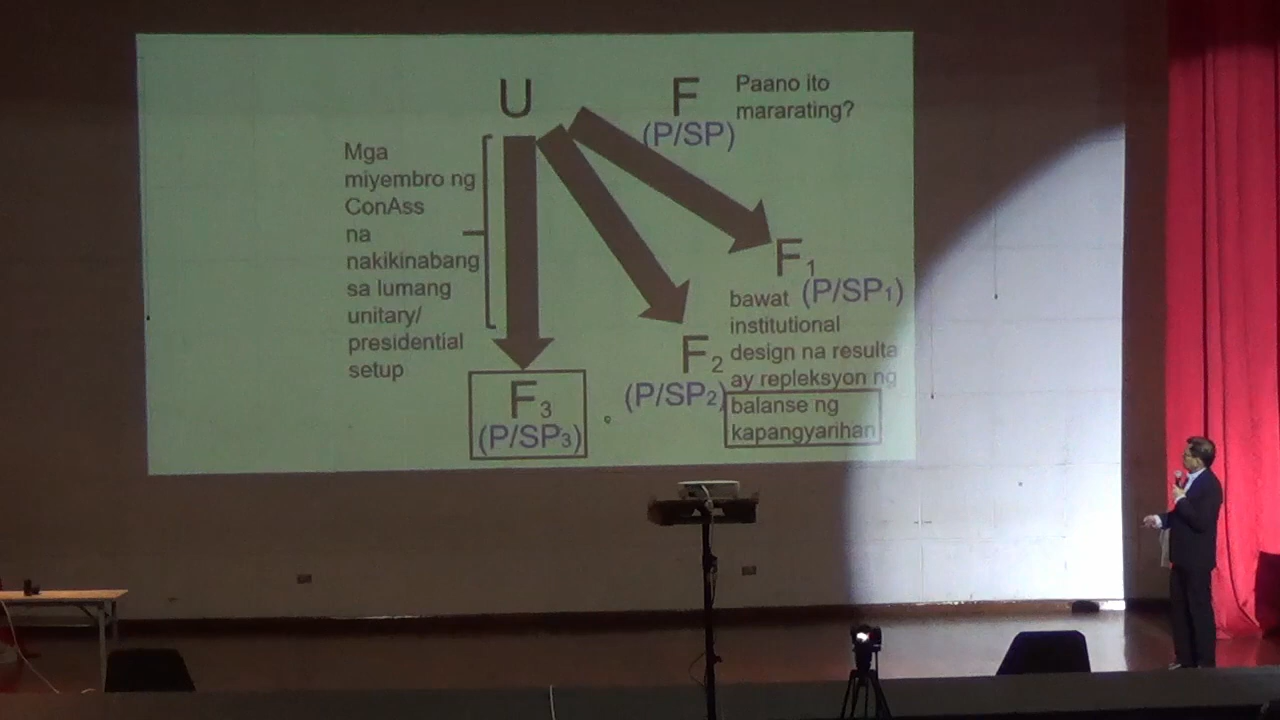 U
F
(P/SP)
Paano ito
mararating?
Mga
miyembro ng
ConAss
na
nakikinabang
sa lumang
unitary/
presidential
setup
F₁
(P/SP₁)
bawat
institutional
design na resulta
ay repleksyon ng
balanse ng
kapangyarihan
F₂
(P/SP₂)
F₃
(P/SP₃)